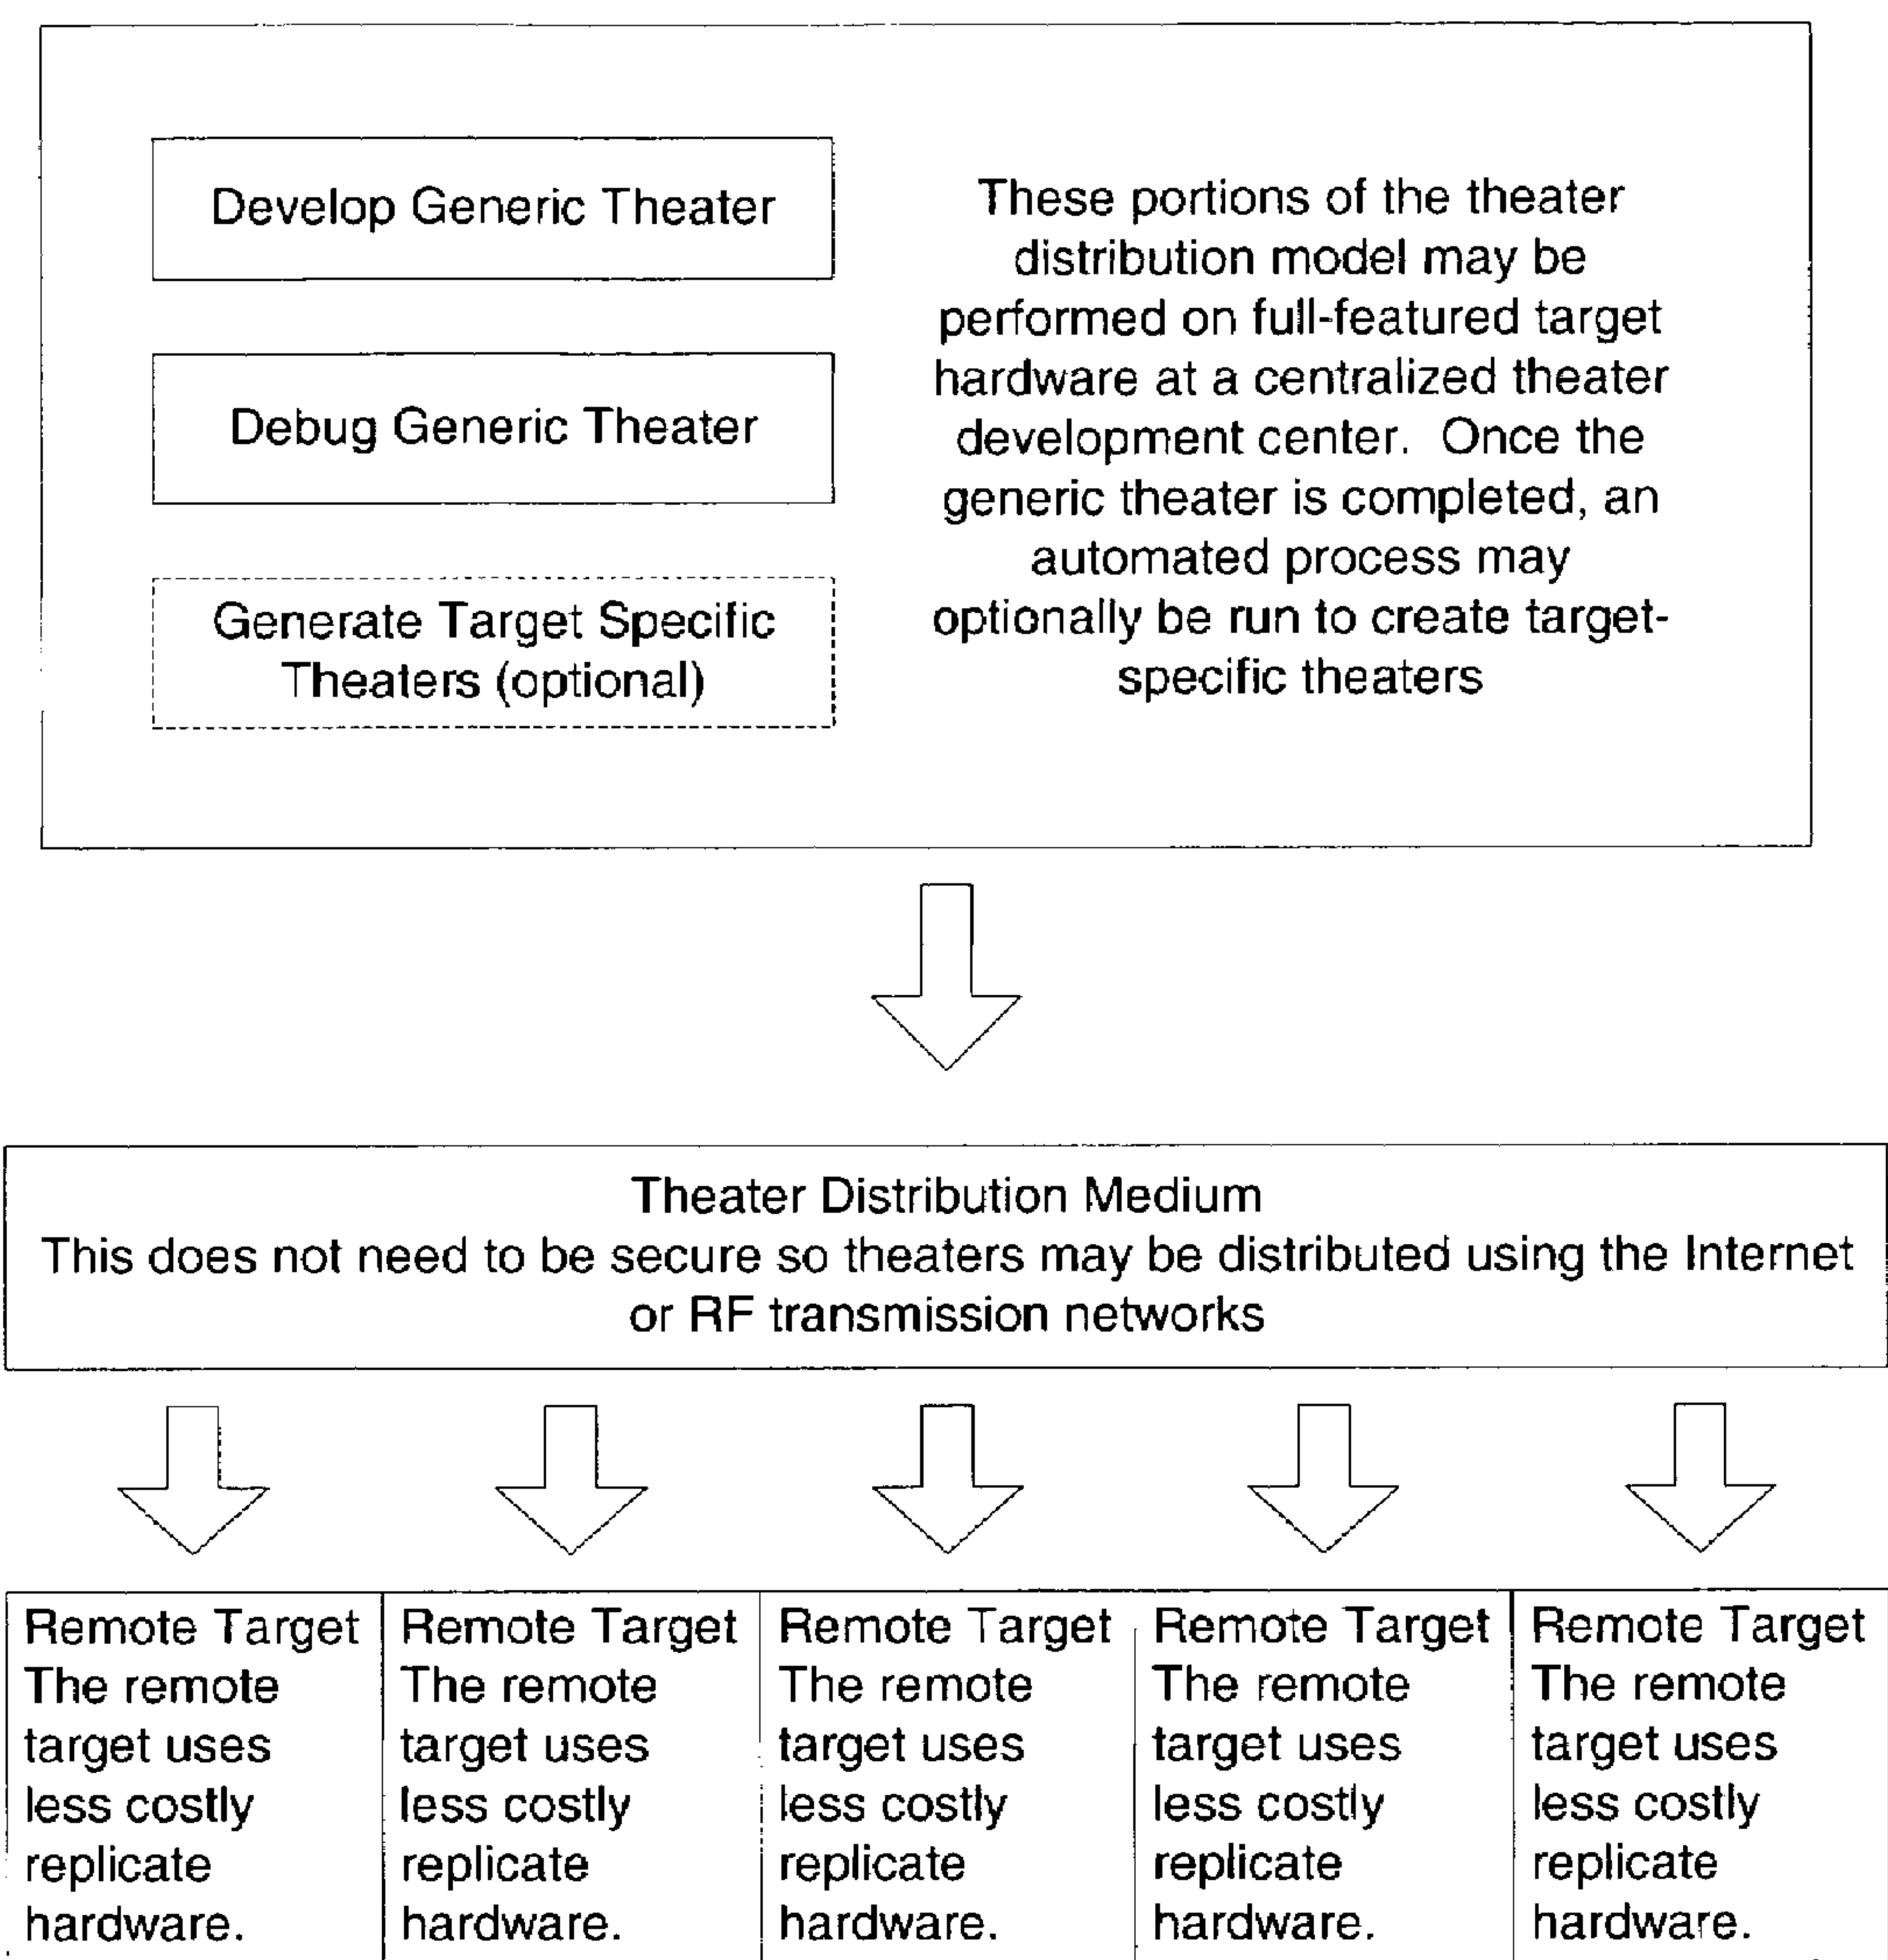 Develop Generic Theater
Debug Generic Theater
Generate Target Specific
Theaters (optional)
These portions of the theater
distribution model may be
performed on full-featured target
hardware at a centralized theater
development center. Once the
generic theater is completed, an
automated process may
optionally be run to create target-
specific theaters
Theater Distribution Medium
This does not need to be secure so theaters may be distributed using the Internet
or RF transmission networks
Remote Target
The remote
target uses
less costly
replicate
hardware.
Remote Target
The remote
target uses
less costly
replicate
hardware.
Remote Target
The remote
target uses
less costly
replicate
hardware.
Remote Target
The remote
target uses
less costly
replicate
hardware.
Remote Target
The remote
target uses
less costly
replicate
hardware.